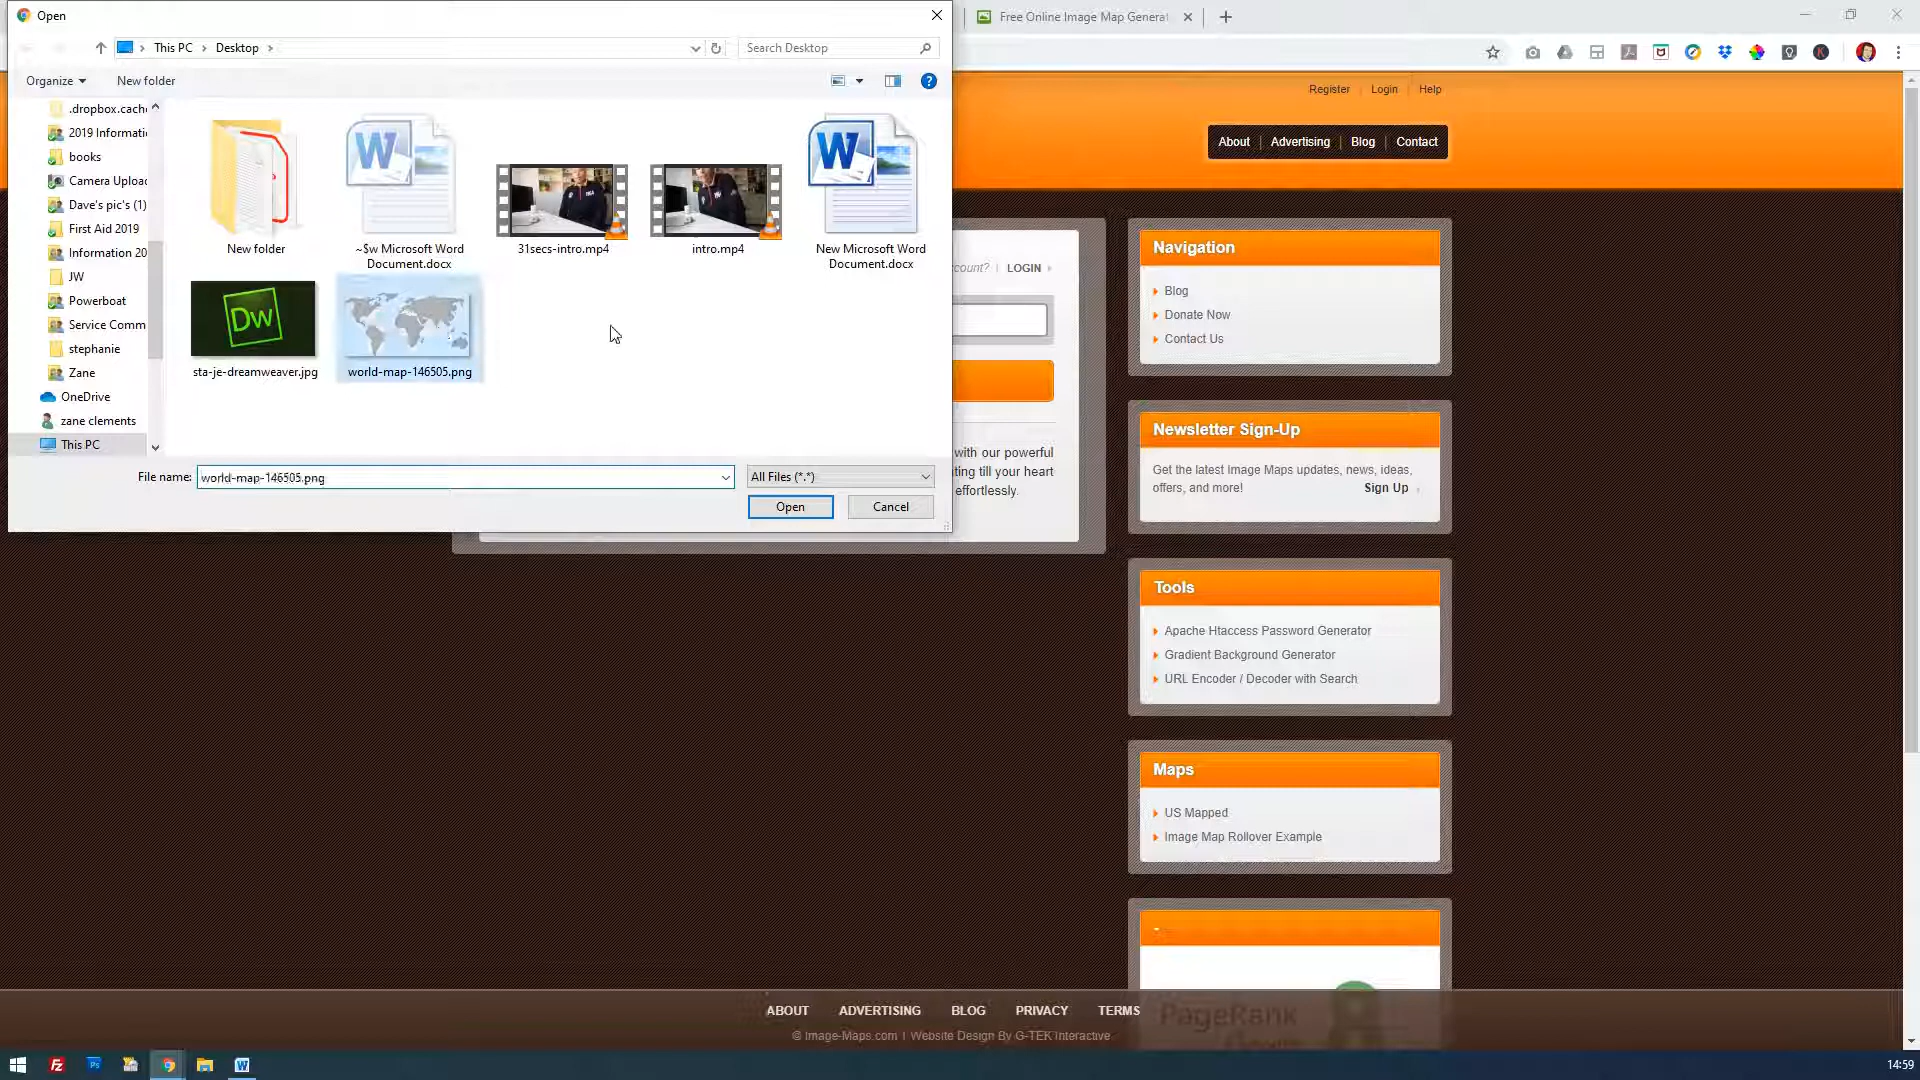 Open
Free Online Image Map Generat
This PC
Desktop
Search Desktop
Organize
New folder
.dropbox.cache
2019 Informati
books
Camera Uploac
Dave's pic's (1)
First Aid 2019
Information 20
JW
Powerboat
Service Comm
stephanie
Zane
OneDrive
zane clements
This PC
New folder
~$w Microsoft Word
Document.docx
31secs-intro.mp4
intro.mp4
New Microsoft Word
Document.docx
Dw
sta-je-dreamweaver.jpg
world-map-146505.png
File name:
world-map-146505.png
All Files (*.*)
Open
Cancel
Register
Login
Help
About
Advertising
Blog
Contact
count?
LOGIN
with our powerful
ting till your heart
effortlessly.
Navigation
Blog
Donate Now
Contact Us
Newsletter Sign-Up
Get the latest Image Maps updates, news, ideas,
offers, and more!
Sign Up
Tools
Apache Htaccess Password Generator
Gradient Background Generator
URL Encoder / Decoder with Search
Maps
US Mapped
Image Map Rollover Example
PageRank
ABOUT
ADVERTISING
BLOG
PRIVACY
TERMS
© Image-Maps.com | Website Design By G-TEK Interactive
14:59